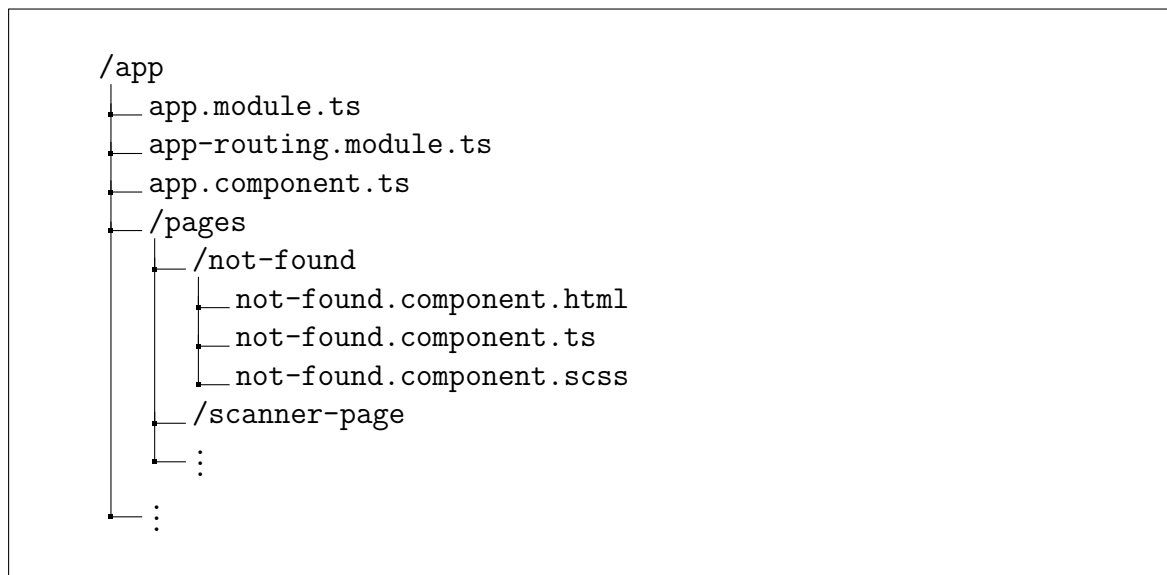 /app
app.module.ts
app-routing.module.ts
app.component.ts
/pages
/not-found
not-found.component.html
not-found.component.ts
not-found.component.scss
/scanner-page
⋮
⋮